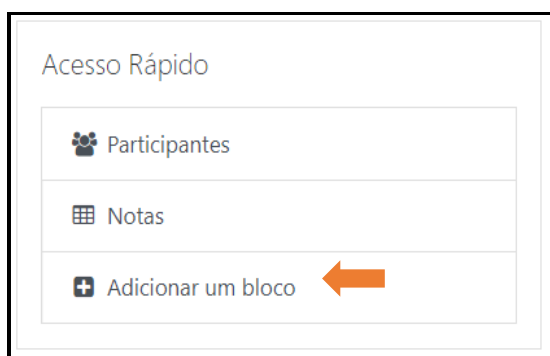 Acesso Rápido
Participantes
Notas
Adicionar um bloco